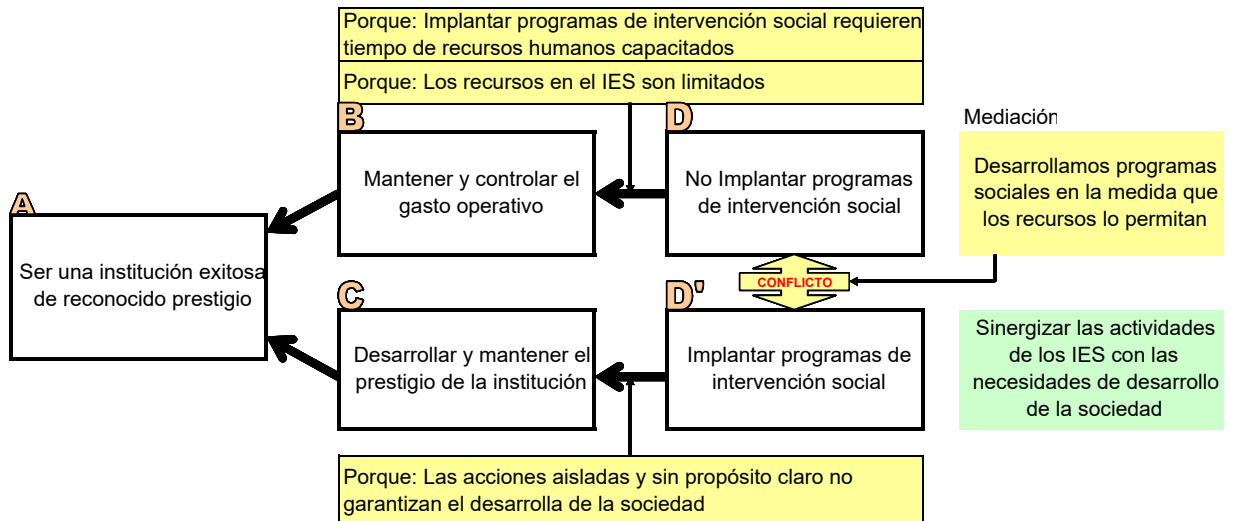 Porque: Implantar programas de intervención social requieren
tiempo de recursos humanos capacitados
Porque: Los recursos en el IES son limitados
B
D
Mediación
Mantener y controlar el
gasto operativo
No Implantar programas
de intervención social
Desarrollamos programas
sociales en la medida que
los recursos lo permitan
A
Ser una institución exitosa
de reconocido prestigio
CONFLICTO
C
D'
Desarrollar y mantener el
prestigio de la institución
Implantar programas de
intervención social
Sinergizar las actividades
de los IES con las
necesidades de desarrollo
de la sociedad
Porque: Las acciones aisladas y sin propósito claro no
garantizan el desarrolla de la sociedad